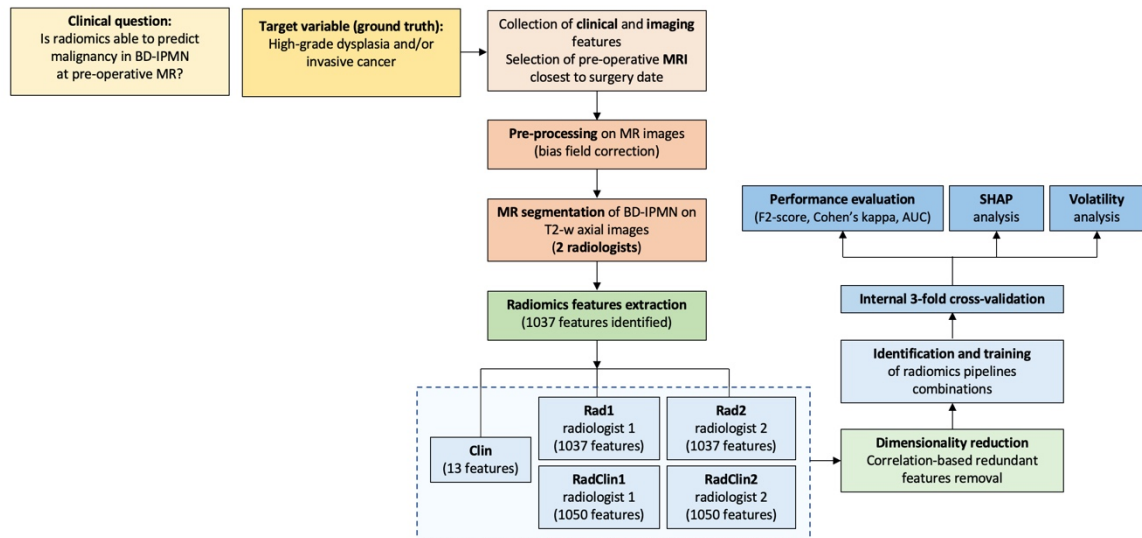 Clinical question:
Is radiomics able to predict
malignancy in BD-IPMN
at pre-operative MR?
Target variable (ground truth):
High-grade dysplasia and/or
invasive cancer
Collection of clinical and imaging
features
Selection of pre-operative MRI
closest to surgery date
Pre-processing on MR images
(bias field correction)
MR segmentation of BD-IPMN on
T2-w axial images
(2 radiologists)
Radiomics features extraction
(1037 features identified)
Clin
(13 features)
Rad1
radiologist 1
(1037 features)
Rad2
radiologist 2
(1037 features)
RadClin1
radiologist 1
(1050 features)
RadClin2
radiologist 2
(1050 features)
Dimensionality reduction
Correlation-based redundant
features removal
Identification and training
of radiomics pipelines
combinations
Internal 3-fold cross-validation
Performance evaluation
(F2-score, Cohen's kappa, AUC)
SHAP
analysis
Volatility
analysis